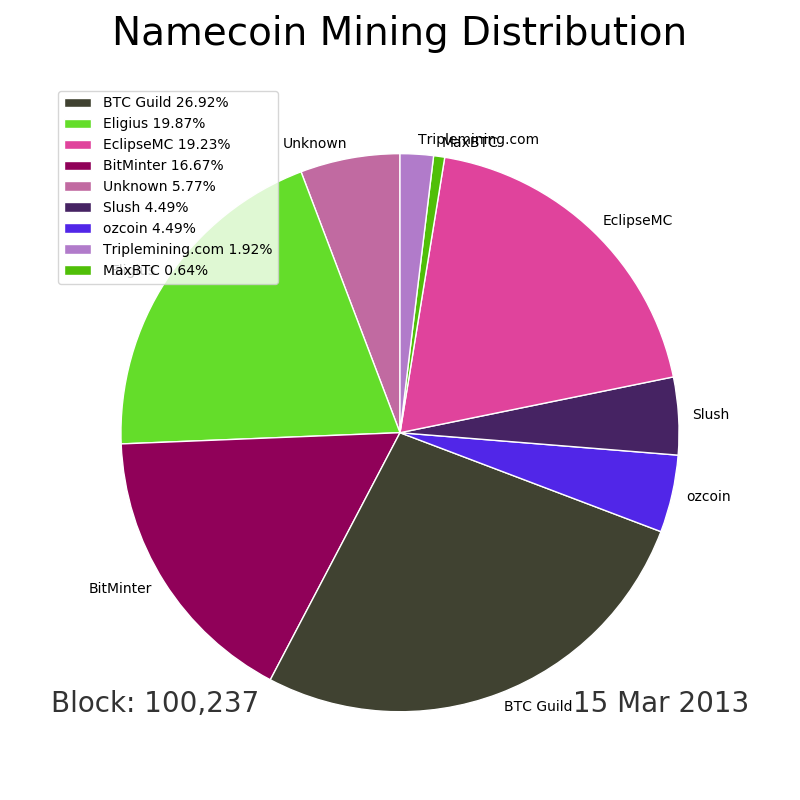 Namecoin Mining Distribution
BTC Guild 26.92%
Eligius 19.87%
EclipseMC 19.23%
BitMinter 16.67%
Unknown 5.77%
Slush 4.49%
ozcoin 4.49%
Triplemining.com 1.92%
MaxBTC 0.64%
Unknown
Triplemining.com
MaxBTC
EclipseMC
Slush
ozcoin
BitMinter
BTC Guild
Block: 100,237
15 Mar 2013